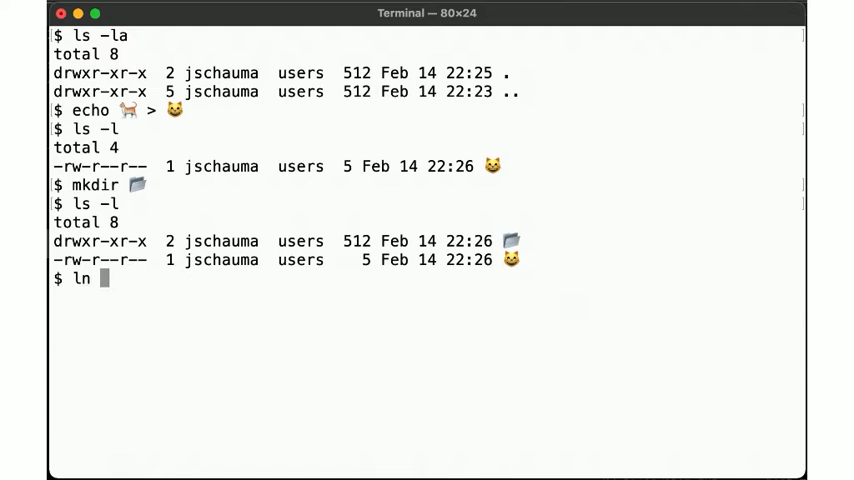 Terminal — 80×24
$ ls -la
total 8
drwxr-xr-x  2 jschauma  users  512 Feb 14 22:25 .
drwxr-xr-x  5 jschauma  users  512 Feb 14 22:23 ..
$ echo 🐈 > 😺
$ ls -l
total 4
-rw-r--r--  1 jschauma  users  5 Feb 14 22:26 😺
$ mkdir 📂
$ ls -l
total 8
drwxr-xr-x  2 jschauma  users  512 Feb 14 22:26 📂
-rw-r--r--  1 jschauma  users    5 Feb 14 22:26 😺
$ ln